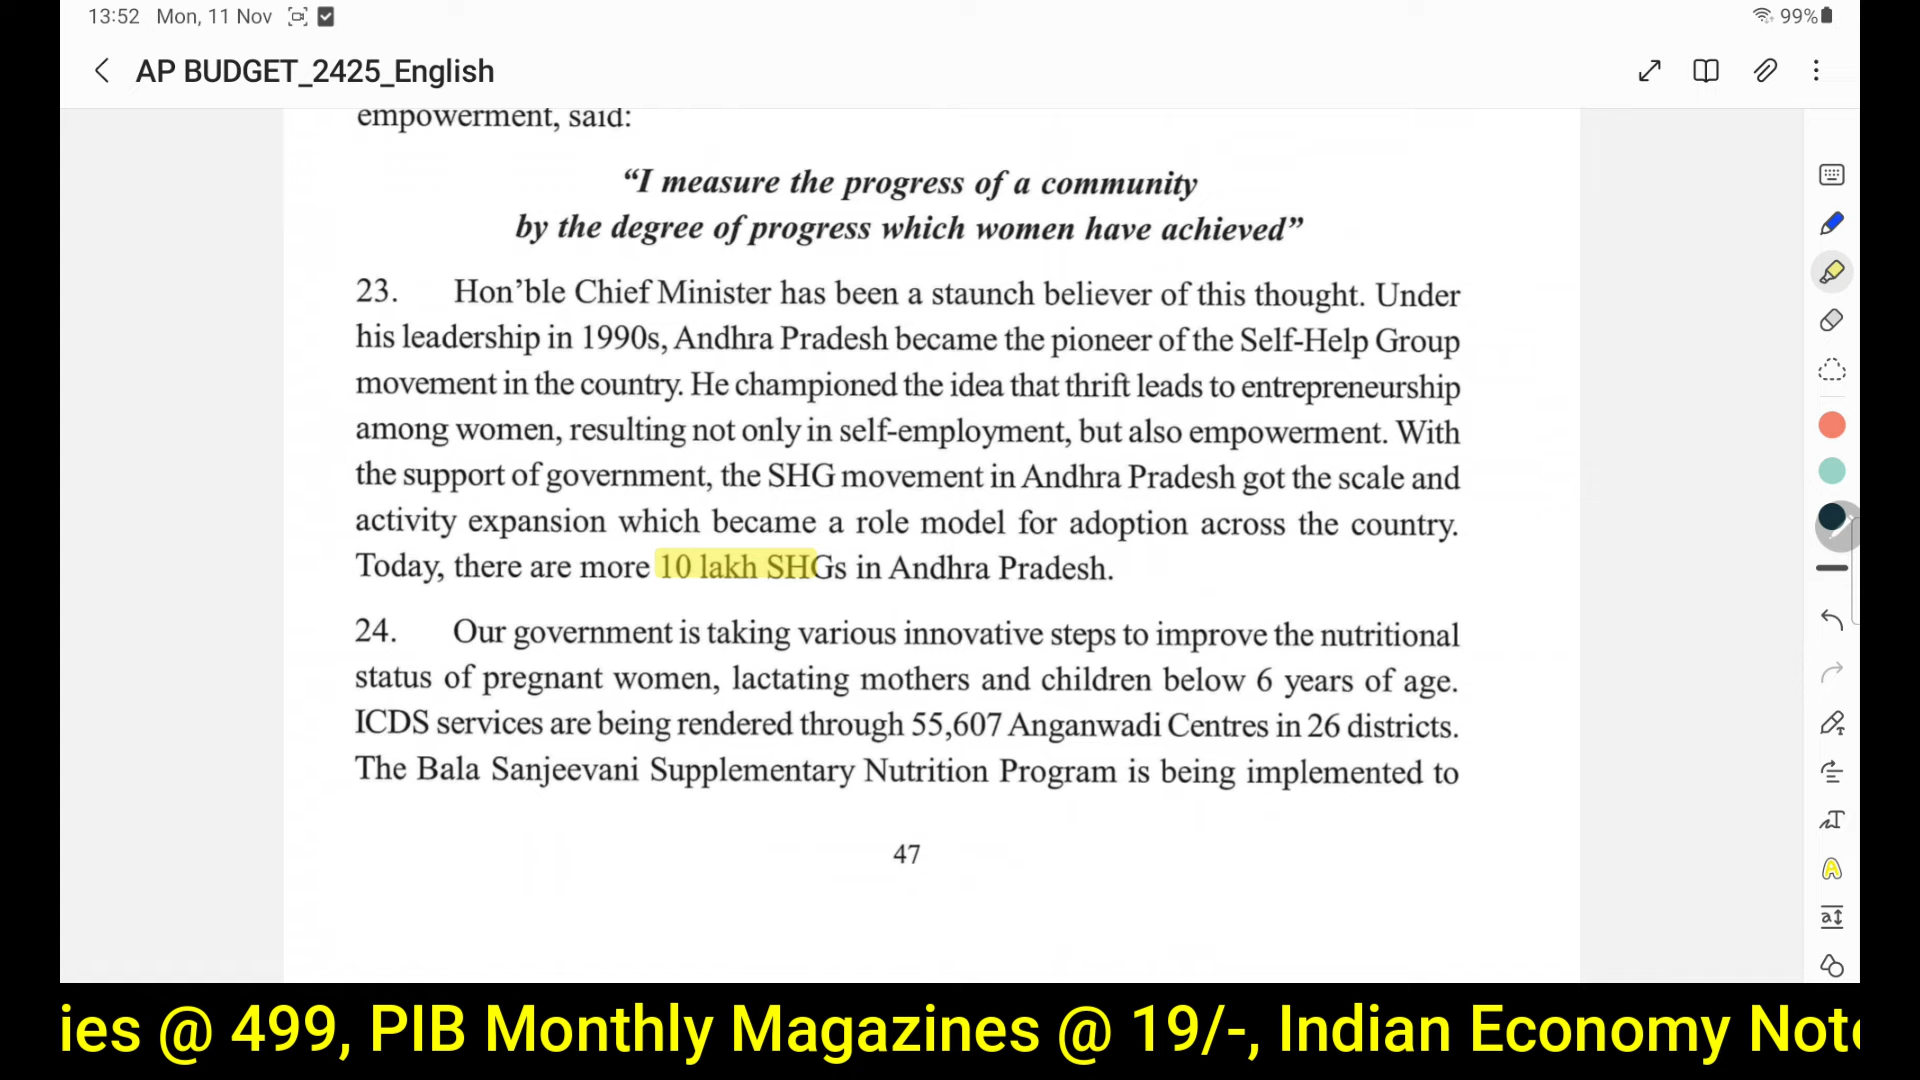 13:52 Mon, 11 Nov
99%
AP BUDGET_2425_English
empowerment, said:
“I measure the progress of a community
by the degree of progress which women have achieved”
23. Hon’ble Chief Minister has been a staunch believer of this thought. Under
his leadership in 1990s, Andhra Pradesh became the pioneer of the Self-Help Group
movement in the country. He championed the idea that thrift leads to entrepreneurship
among women, resulting not only in self-employment, but also empowerment. With
the support of government, the SHG movement in Andhra Pradesh got the scale and
activity expansion which became a role model for adoption across the country.
Today, there are more 10 lakh SHGs in Andhra Pradesh.
24. Our government is taking various innovative steps to improve the nutritional
status of pregnant women, lactating mothers and children below 6 years of age.
ICDS services are being rendered through 55,607 Anganwadi Centres in 26 districts.
The Bala Sanjeevani Supplementary Nutrition Program is being implemented to
47
ies @ 499, PIB Monthly Magazines @ 19/-, Indian Economy Note